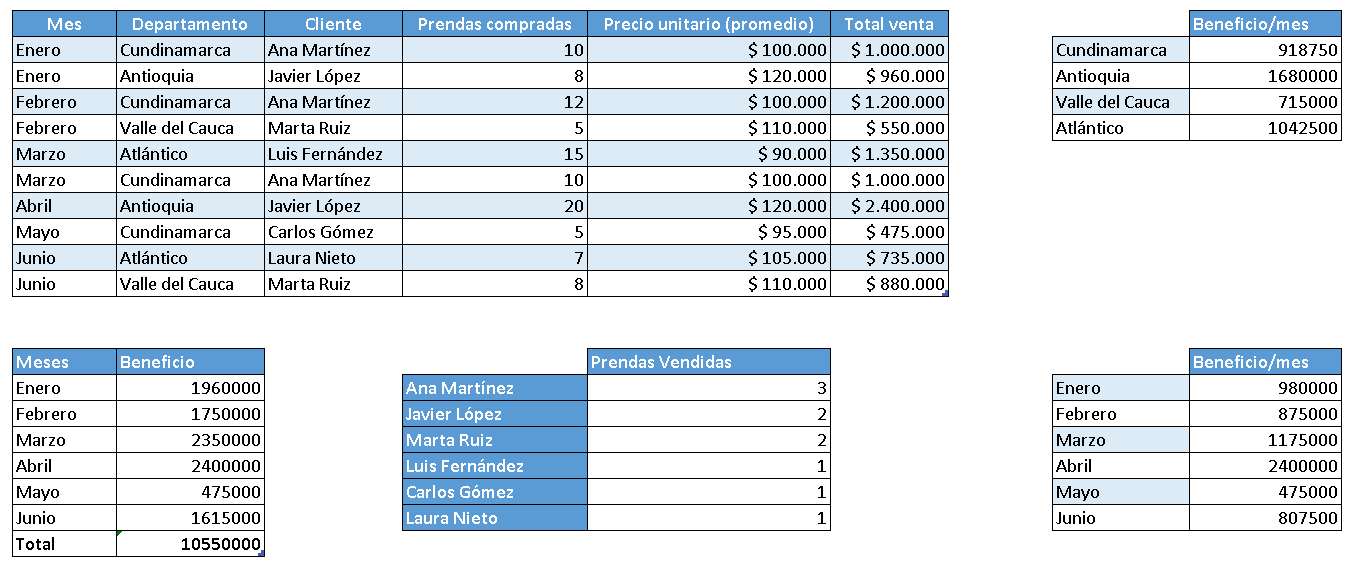 Mes Departamento Cliente Prendas compradas Precio unitario (promedio) Total venta
Enero Cundinamarca Ana Martínez 10 $ 100.000 $ 1.000.000
Enero Antioquia Javier López 8 $ 120.000 $ 960.000
Febrero Cundinamarca Ana Martínez 12 $ 100.000 $ 1.200.000
Febrero Valle del Cauca Marta Ruiz 5 $ 110.000 $ 550.000
Marzo Atlántico Luis Fernández 15 $ 90.000 $ 1.350.000
Marzo Cundinamarca Ana Martínez 10 $ 100.000 $ 1.000.000
Abril Antioquia Javier López 20 $ 120.000 $ 2.400.000
Mayo Cundinamarca Carlos Gómez 5 $ 95.000 $ 475.000
Junio Atlántico Laura Nieto 7 $ 105.000 $ 735.000
Junio Valle del Cauca Marta Ruiz 8 $ 110.000 $ 880.000
Beneficio/mes
Cundinamarca 918750
Antioquia 1680000
Valle del Cauca 715000
Atlántico 1042500
Meses Beneficio
Enero 1960000
Febrero 1750000
Marzo 2350000
Abril 2400000
Mayo 475000
Junio 1615000
Total 10550000
Prendas Vendidas
Ana Martínez 3
Javier López 2
Marta Ruiz 2
Luis Fernández 1
Carlos Gómez 1
Laura Nieto 1
Beneficio/mes
Enero 980000
Febrero 875000
Marzo 1175000
Abril 2400000
Mayo 475000
Junio 807500